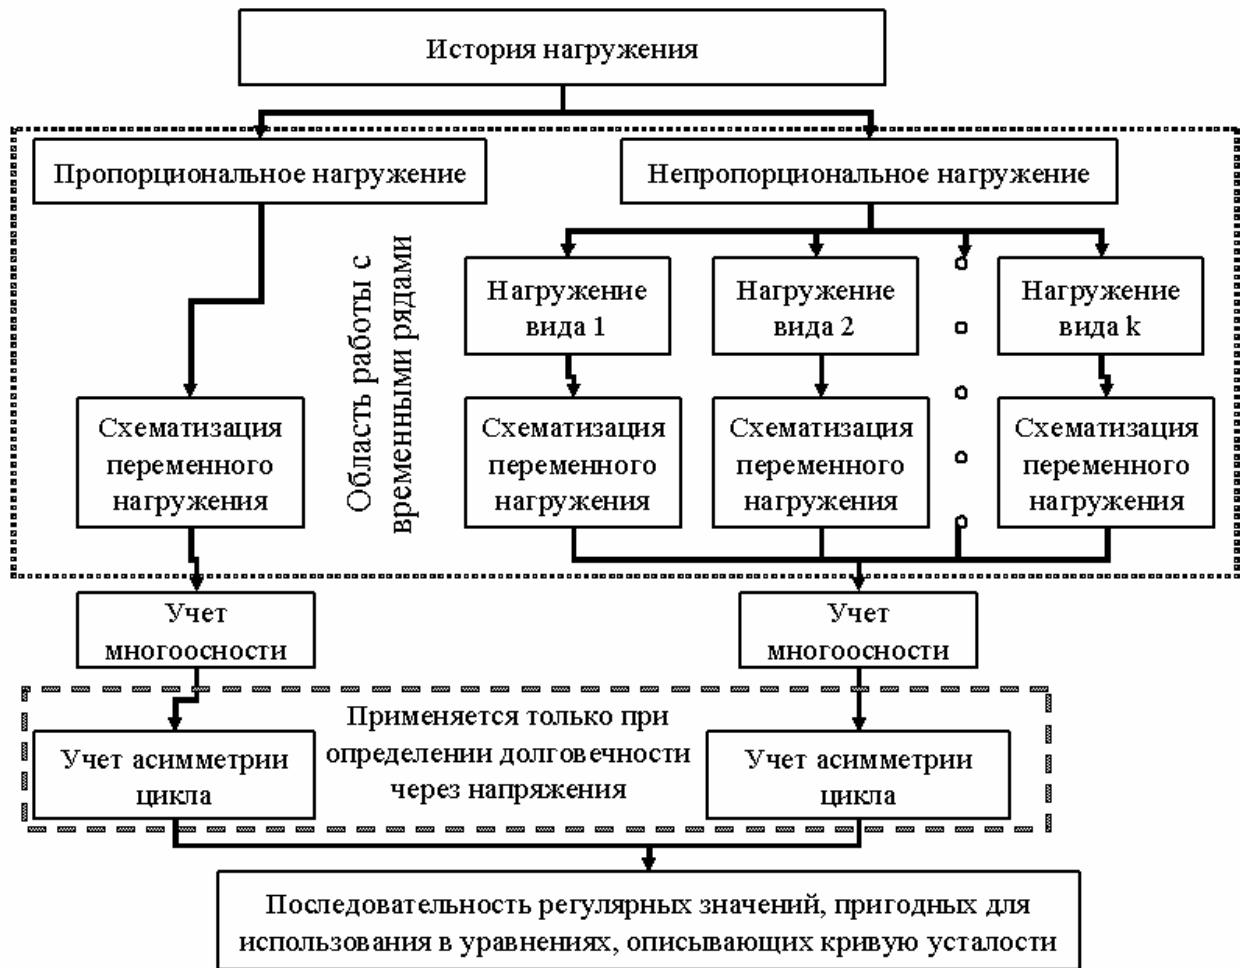 История нагружения
Пропорциональное нагружение
Непропорциональное нагружение
Область работы с
временными рядами
Нагружение
вида 1
Нагружение
вида 2
Нагружение
вида k
Схематизация
переменного
нагружения
Схематизация
переменного
нагружения
Схематизация
переменного
нагружения
Схематизация
переменного
нагружения
Учет
многоосности
Учет
многоосности
Применяется только при
определении долговечности
через напряжения
Учет асимметрии
цикла
Учет асимметрии
цикла
Последовательность регулярных значений, пригодных для
использования в уравнениях, описывающих кривую усталости